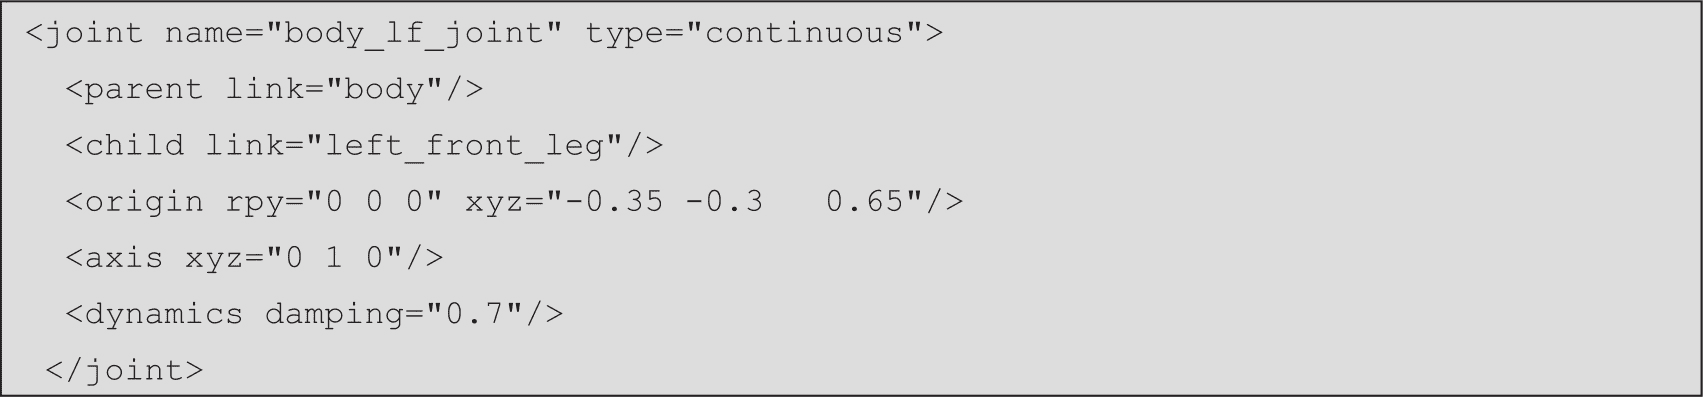 <joint name="body_lf_joint" type="continuous">
  <parent link="body"/>
  <child link="left_front_leg"/>
  <origin rpy="0 0 0" xyz="-0.35 -0.3   0.65"/>
  <axis xyz="0 1 0"/>
  <dynamics damping="0.7"/>
 </joint>